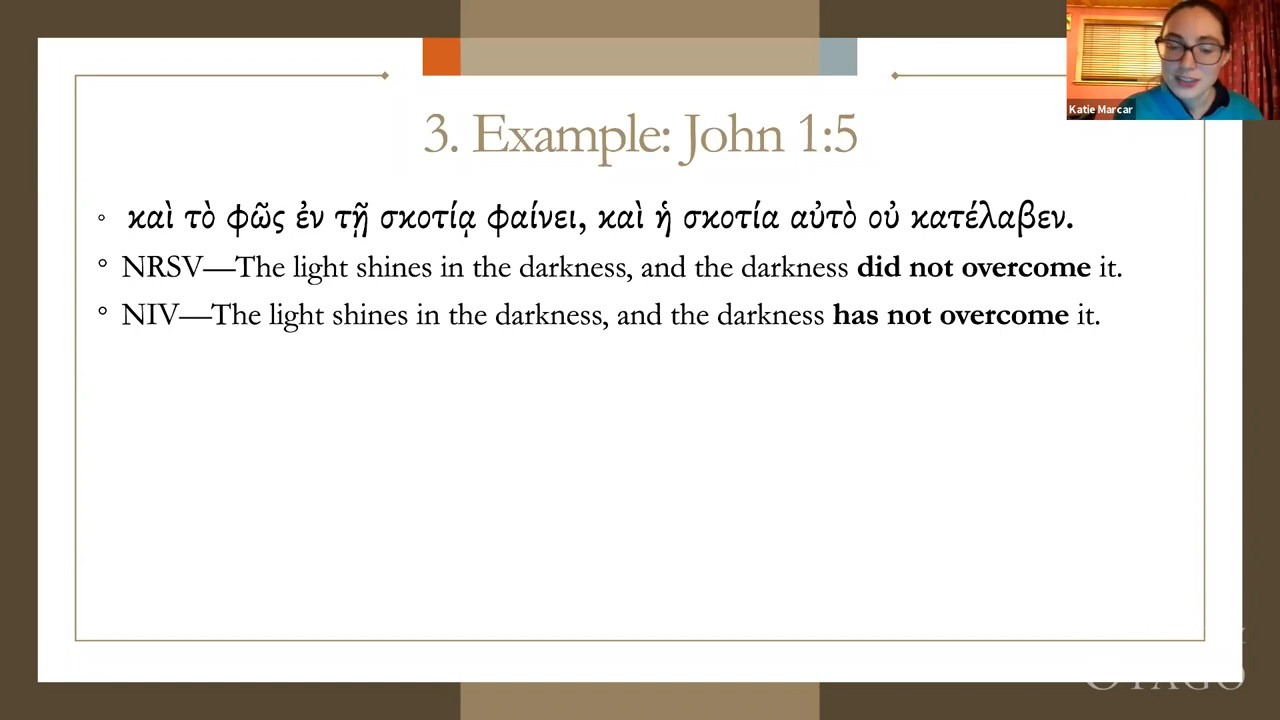 Katie Marcar
3. Example: John 1:5
καὶ τὸ φῶς ἐν τῇ σκοτίᾳ φαίνει, καὶ ἡ σκοτία αὐτὸ οὐ κατέλαβεν.
NRSV—The light shines in the darkness, and the darkness did not overcome it.
NIV—The light shines in the darkness, and the darkness has not overcome it.
OTAGO